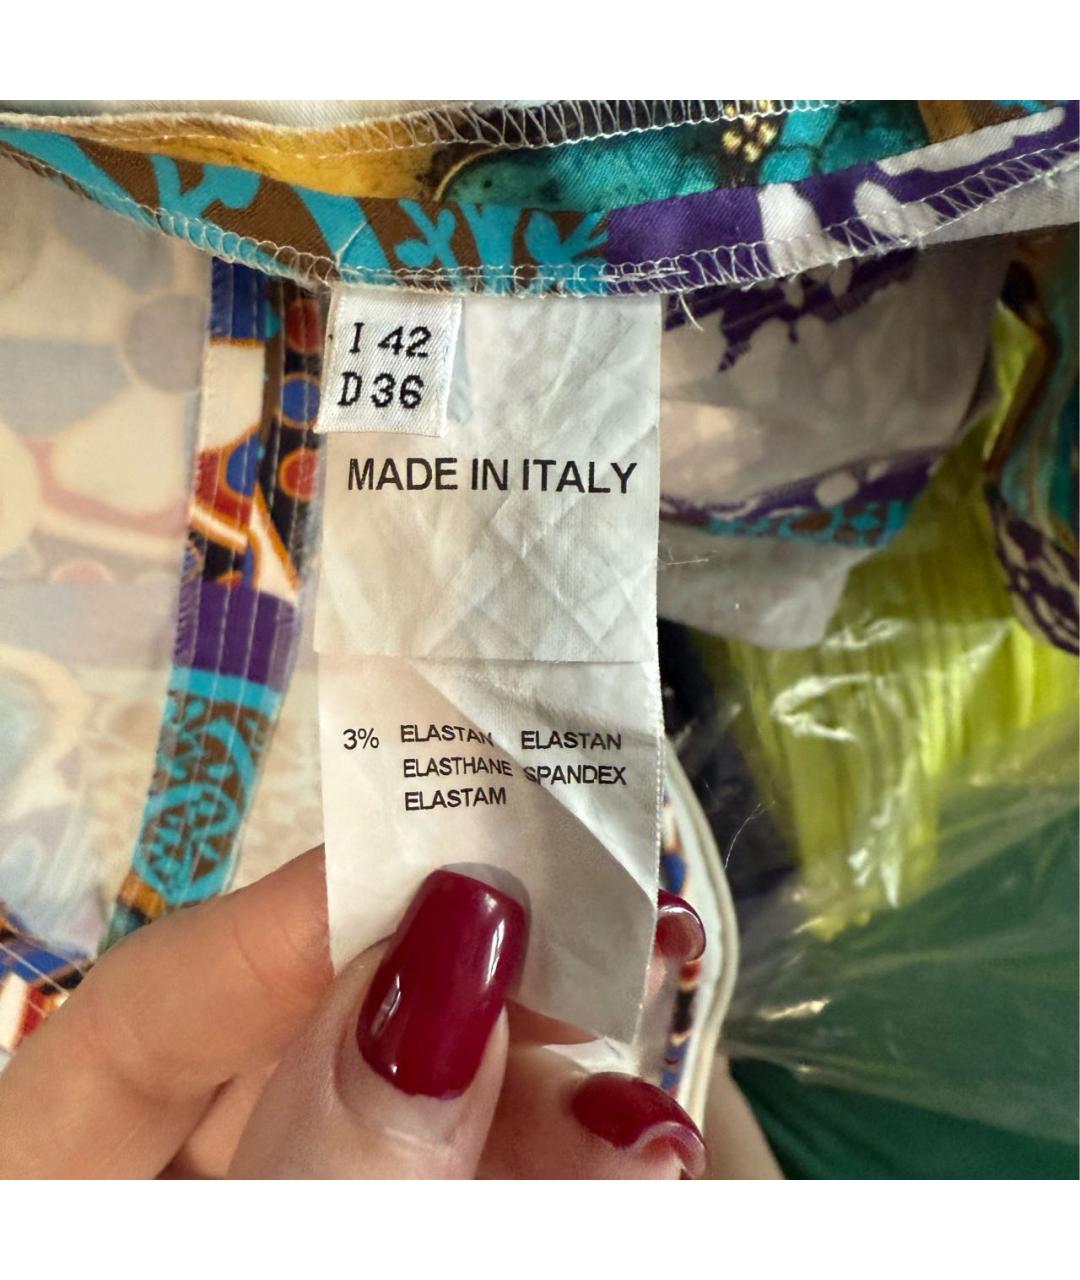 I 42
D 36
MADE IN ITALY
3% ELASTAN ELASTAN
ELASTHANE SPANDEX
ELASTAM